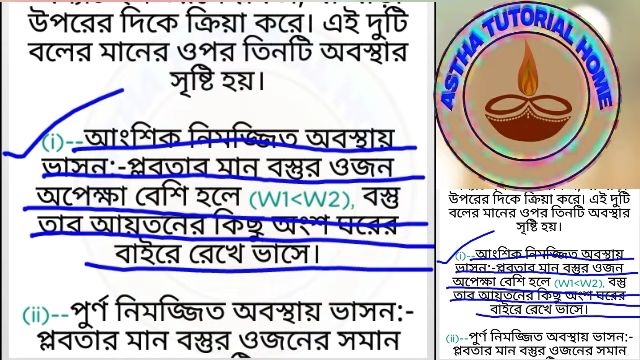 উপরের দিকে ক্রিয়া করে। এই দুটি
বলের মানের ওপর তিনটি অবস্থার
সৃষ্টি হয়।
(i)--আংশিক নিমজ্জিত অবস্থায়
ভাসন:-প্লবতার মান বস্তুর ওজন
অপেক্ষা বেশি হলে (W1<W2), বস্তু
তার আয়তনের কিছু অংশ ঘরের
বাইরে রেখে ভাসে।
(ii)--পুর্ণ নিমজ্জিত অবস্থায় ভাসন:-
প্লবতার মান বস্তুর ওজনের সমান
ASTHA TUTORIAL HOME
উপরের দিকে ক্রিয়া করে। এই দুটি
বলের মানের ওপর তিনটি অবস্থার
সৃষ্টি হয়।
(i)--আংশিক নিমজ্জিত অবস্থায়
ভাসন:-প্লবতার মান বস্তুর ওজন
অপেক্ষা বেশি হলে (W1<W2), বস্তু
তার আয়তনের কিছু অংশ ঘরের
বাইরে রেখে ভাসে।
(ii)--পুর্ণ নিমজ্জিত অবস্থায় ভাসন:-
প্লবতার মান বস্তুর ওজনের সমান